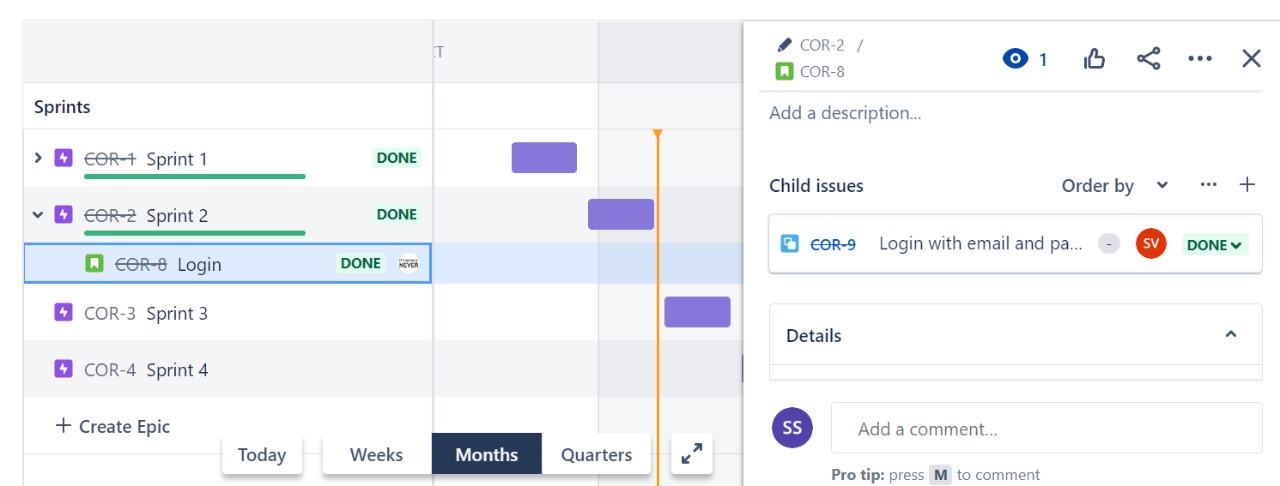 COR-2 /
COR-8
1
Add a description...
Sprints
COR-1 Sprint 1 DONE
COR-2 Sprint 2 DONE
COR-8 Login DONE
COR-3 Sprint 3
COR-4 Sprint 4
+ Create Epic
Today
Weeks Months Quarters
Child issues Order by
COR-9 Login with email and pa... - SV DONE
Details
SS Add a comment...
Pro tip: press M to comment